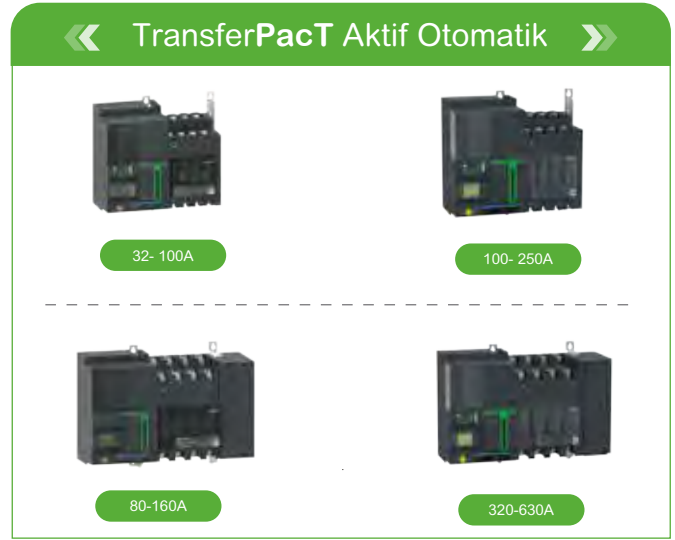 TransferPacT Aktif Otomatik
32- 100A
100- 250A
80-160A
320-630A